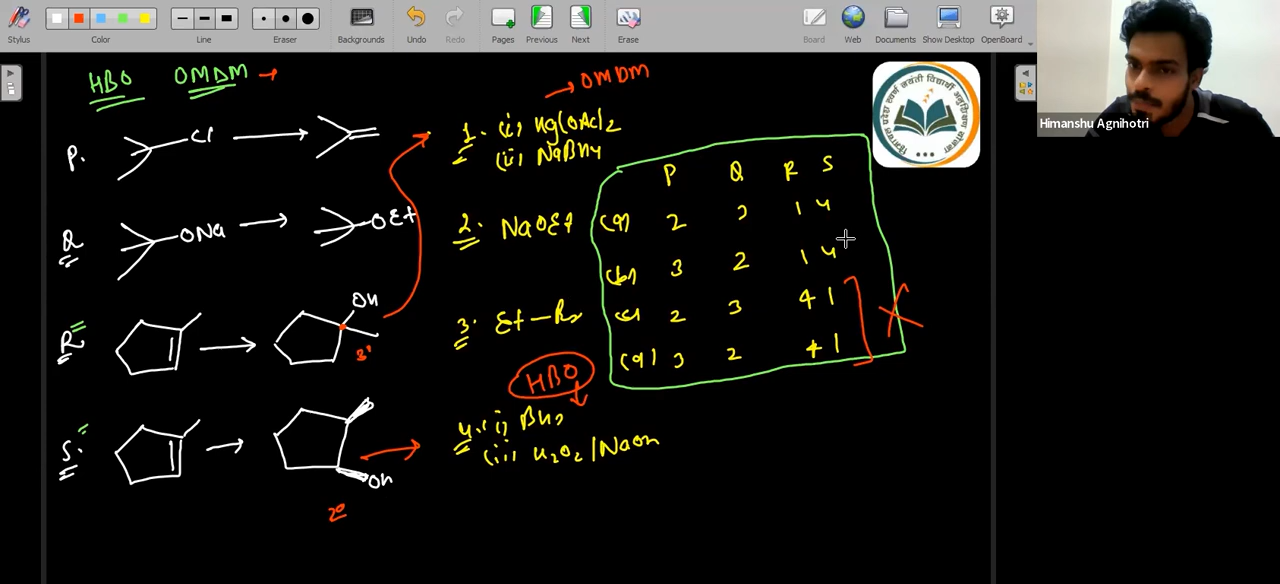 Stylus
Color
Line
Eraser
Backgrounds
Undo
Redo
Pages
Previous
Next
Erase
Board
Web
Documents
Show Desktop
OpenBoard
Himanshu Agnihotri
HBO OMDM →
→ OMDM
P. Cl
1. (i) Hg(OAc)2
(ii) NaBH4
Q ONa OEt
2. NaOEt
R OH
3°
3. Et-Br
HBO
S. OH
2°
4. (i) BH3
(ii) H2O2/NaOH
P Q R S
(a) 2 3 1 4
(b) 3 2 1 4
(c) 2 3 4 1
(d) 3 2 4 1